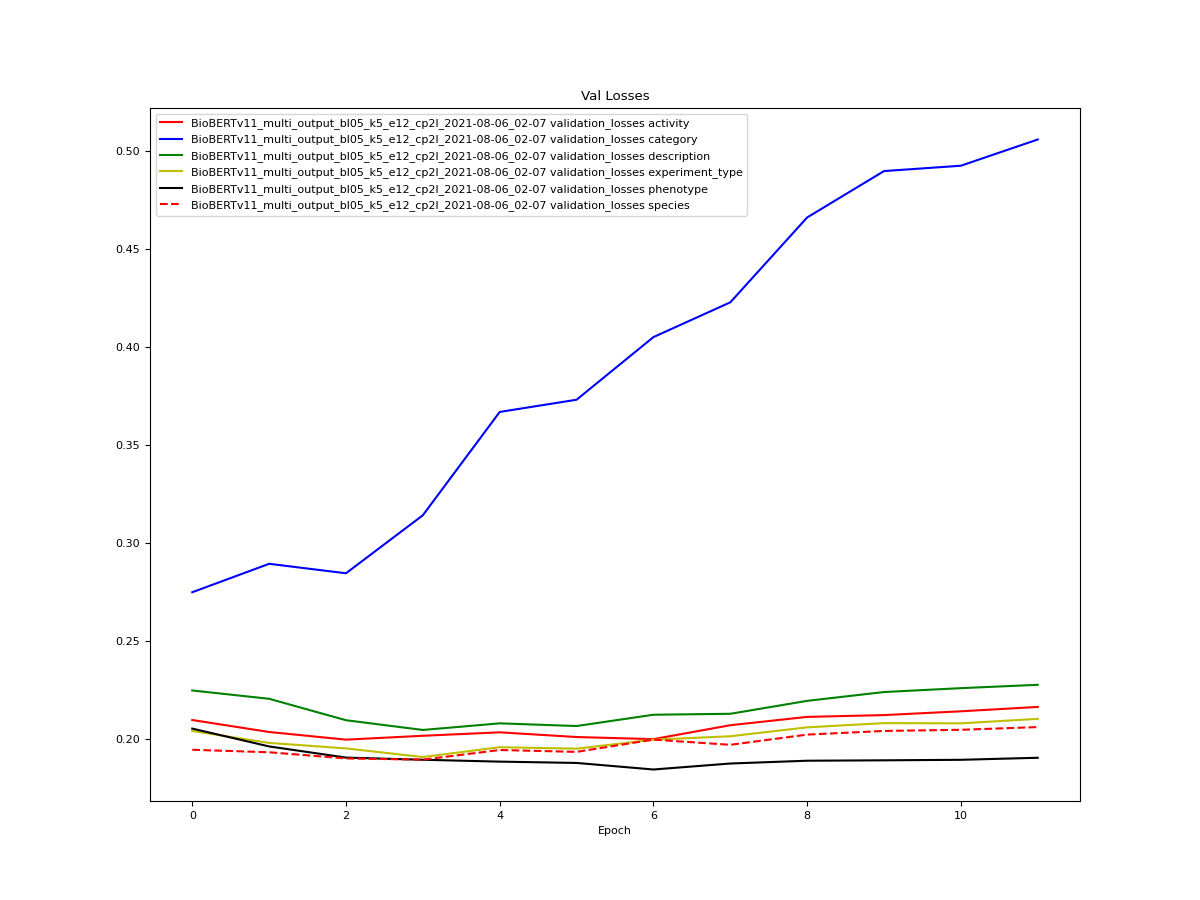 Val Losses
BioBERTv11_multi_output_bl05_k5_e12_cp2l_2021-08-06_02-07 validation_losses activity
BioBERTv11_multi_output_bl05_k5_e12_cp2l_2021-08-06_02-07 validation_losses category
BioBERTv11_multi_output_bl05_k5_e12_cp2l_2021-08-06_02-07 validation_losses description
BioBERTv11_multi_output_bl05_k5_e12_cp2l_2021-08-06_02-07 validation_losses experiment_type
BioBERTv11_multi_output_bl05_k5_e12_cp2l_2021-08-06_02-07 validation_losses phenotype
BioBERTv11_multi_output_bl05_k5_e12_cp2l_2021-08-06_02-07 validation_losses species
0.50
0.45
0.40
0.35
0.30
0.25
0.20
0 2 4 6 8 10
Epoch